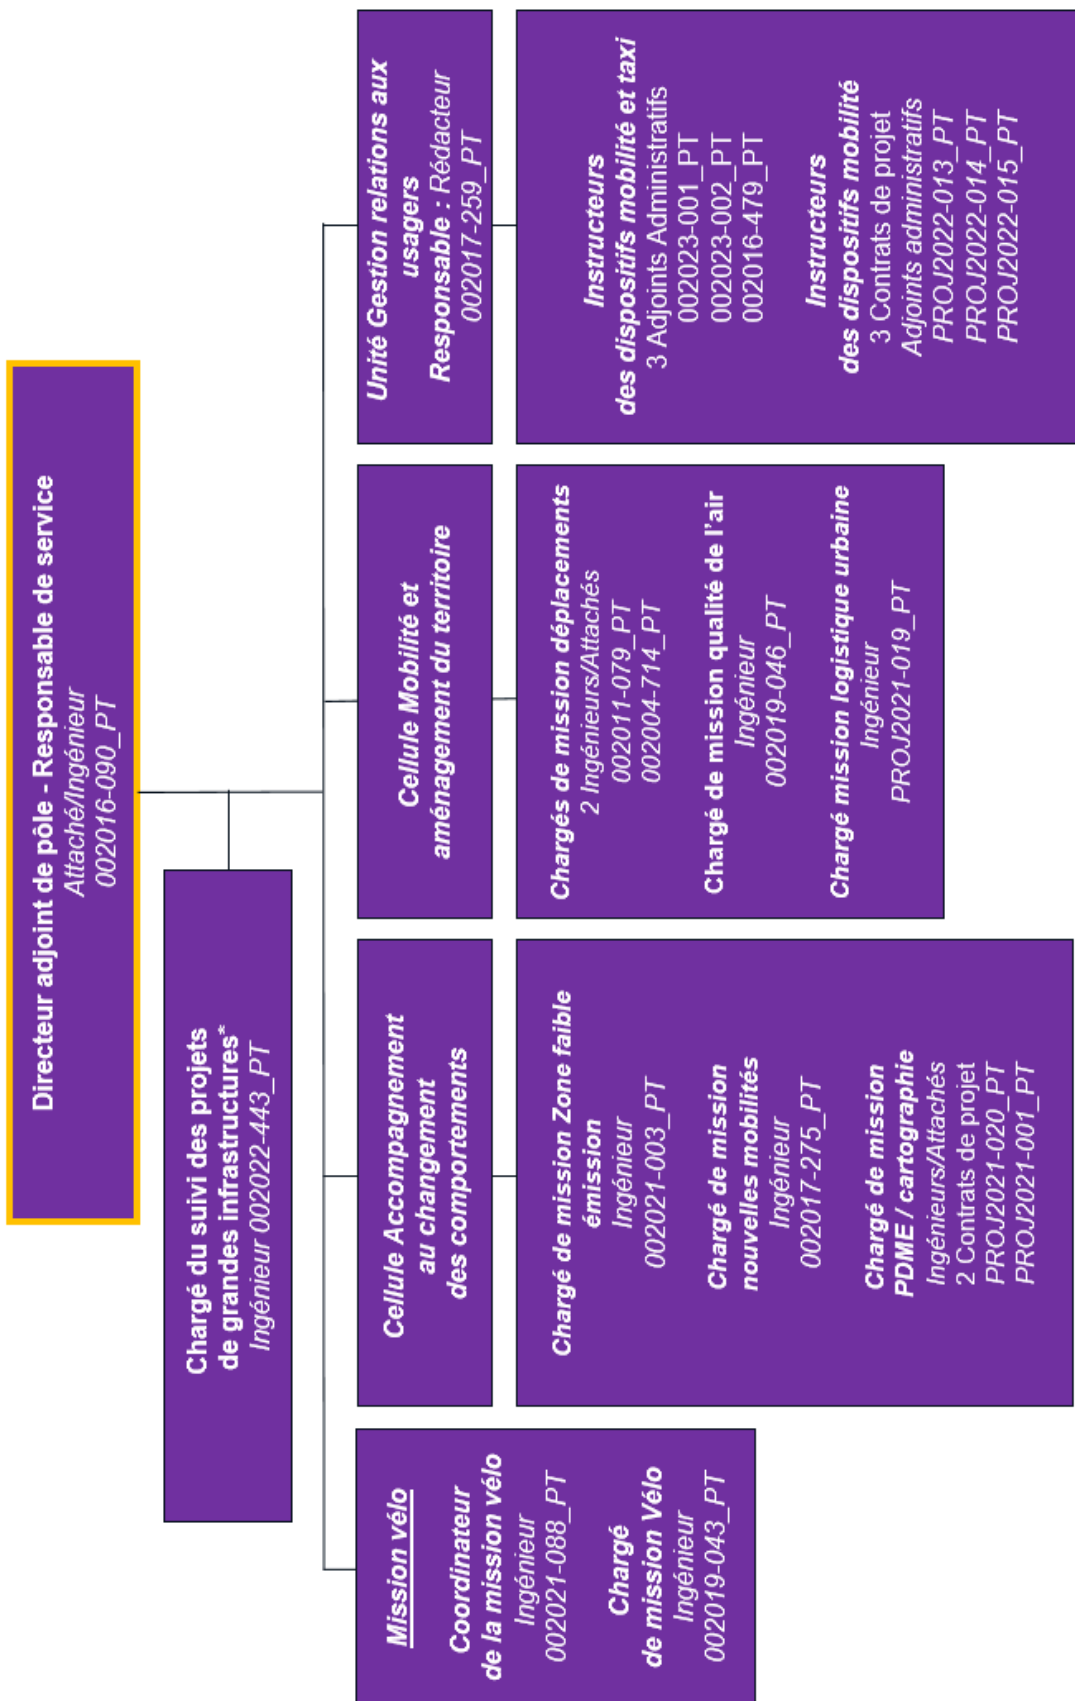 Directeur adjoint de pôle - Responsable de service
Attaché/Ingénieur
002016-090_PT
Chargé du suivi des projets
de grandes infrastructures*
Ingénieur 002022-443_PT
Mission vélo
Coordinateur
de la mission vélo
Ingénieur
002021-088_PT
Chargé
de mission Vélo
Ingénieur
002019-043_PT
Cellule Accompagnement
au changement
des comportements
Chargé de mission Zone faible
émission
Ingénieur
002021-003_PT
Chargé de mission
nouvelles mobilités
Ingénieur
002017-275_PT
Chargé de mission
PDME / cartographie
Ingénieurs/Attachés
2 Contrats de projet
PROJ2021-020_PT
PROJ2021-001_PT
Cellule Mobilité et
aménagement du territoire
Chargés de mission déplacements
2 Ingénieurs/Attachés
002011-079_PT
002004-714_PT
Chargé de mission qualité de l'air
Ingénieur
002019-046_PT
Chargé mission logistique urbaine
Ingénieur
PROJ2021-019_PT
Unité Gestion relations aux
usagers
Responsable : Rédacteur
002017-259_PT
Instructeurs
des dispositifs mobilité et taxi
3 Adjoints Administratifs
002023-001_PT
002023-002_PT
002016-479_PT
Instructeurs
des dispositifs mobilité
3 Contrats de projet
Adjoints administratifs
PROJ2022-013_PT
PROJ2022-014_PT
PROJ2022-015_PT